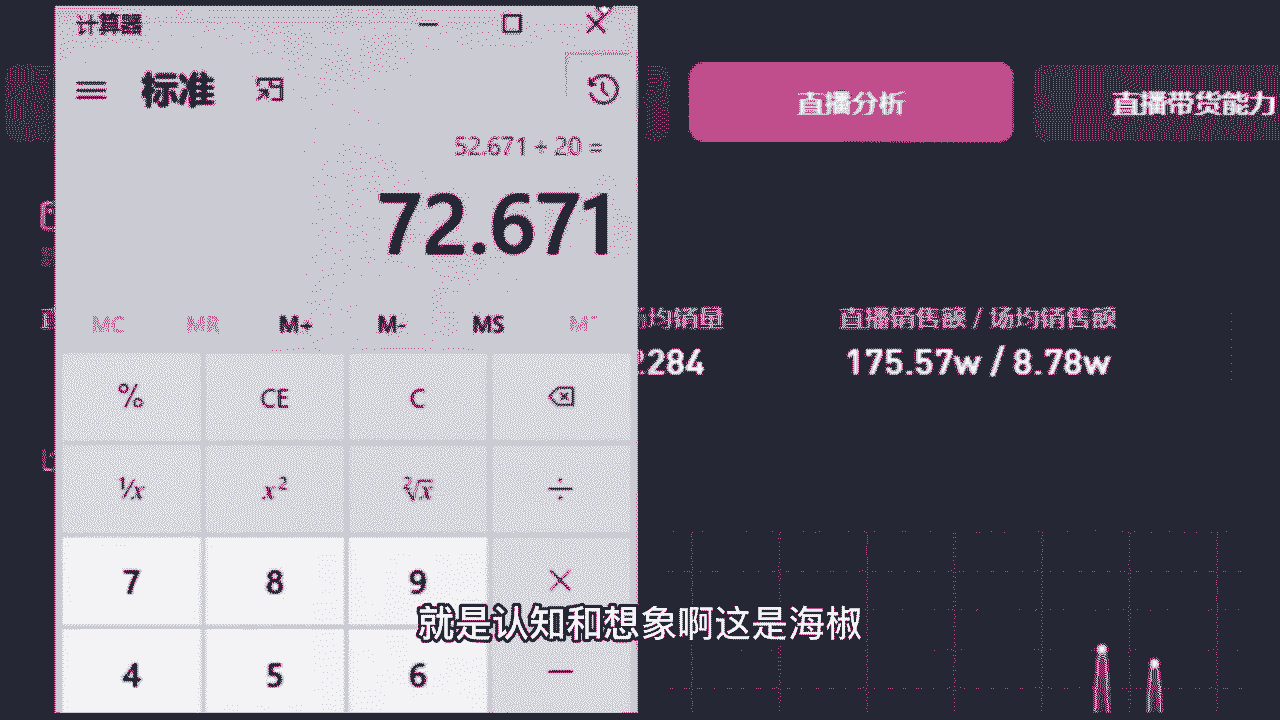 计算器
标准
直播分析
直播带货能力
52.671 + 20 =
72.671
MC MR M+ M- MS
场均销量
直播销售额 / 场均销售额
2284
175.57w / 8.78w
% CE C
¹/x x² ²√x ÷
7 8 9 ×
就是认知和想象啊这是海椒
4 5 6 −